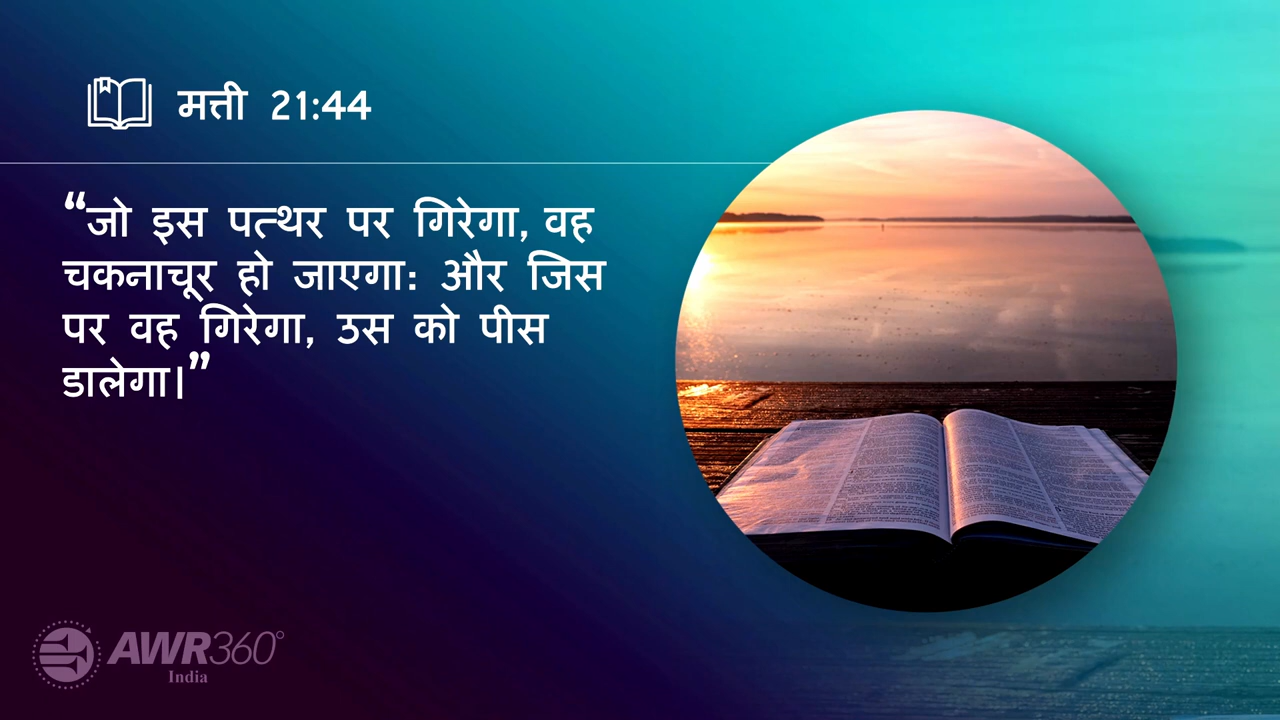 मत्ती 21:44
“जो इस पत्थर पर गिरेगा, वह
चकनाचूर हो जाएगा: और जिस
पर वह गिरेगा, उस को पीस
डालेगा।”
AWR360°
India